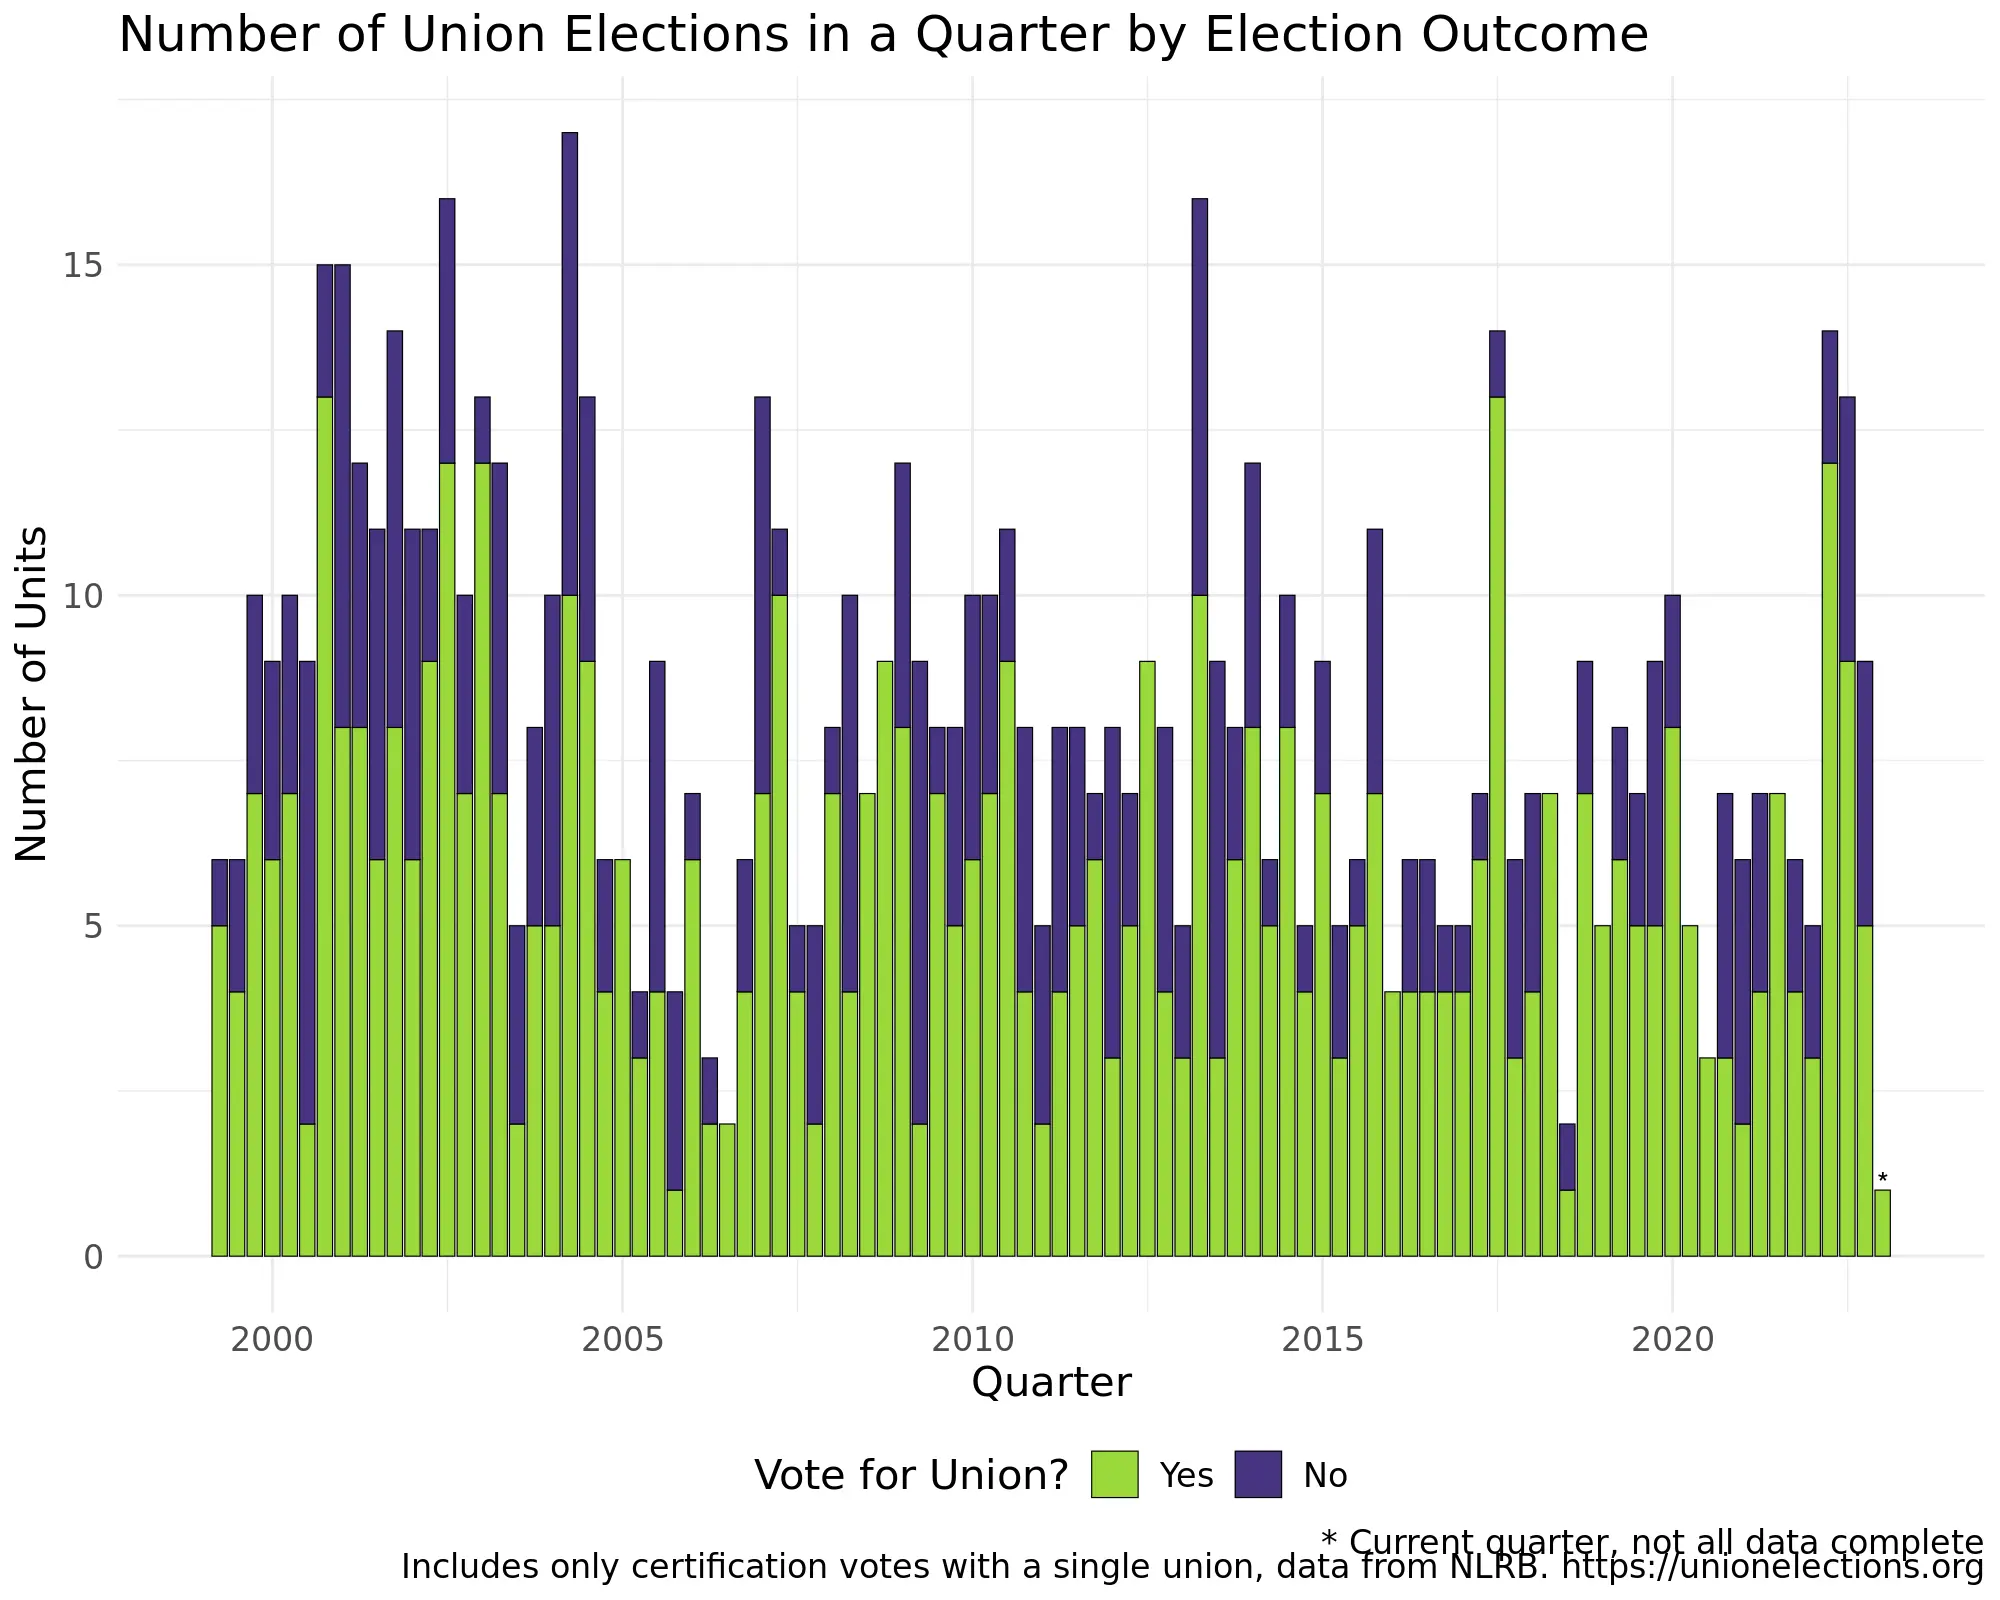 Number of Union Elections in a Quarter by Election Outcome
Number of Units
15
10
5
0
*
2000 2005 2010 2015 2020
Quarter
Vote for Union? Yes No
* Current quarter, not all data complete
Includes only certification votes with a single union, data from NLRB. https://unionelections.org